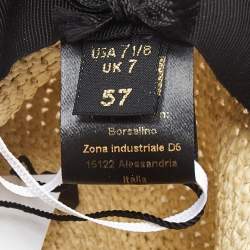 USA 7 1/8
UK 7
57
Borsalino
Zona industriale D6
15122 Alessandria
Italia